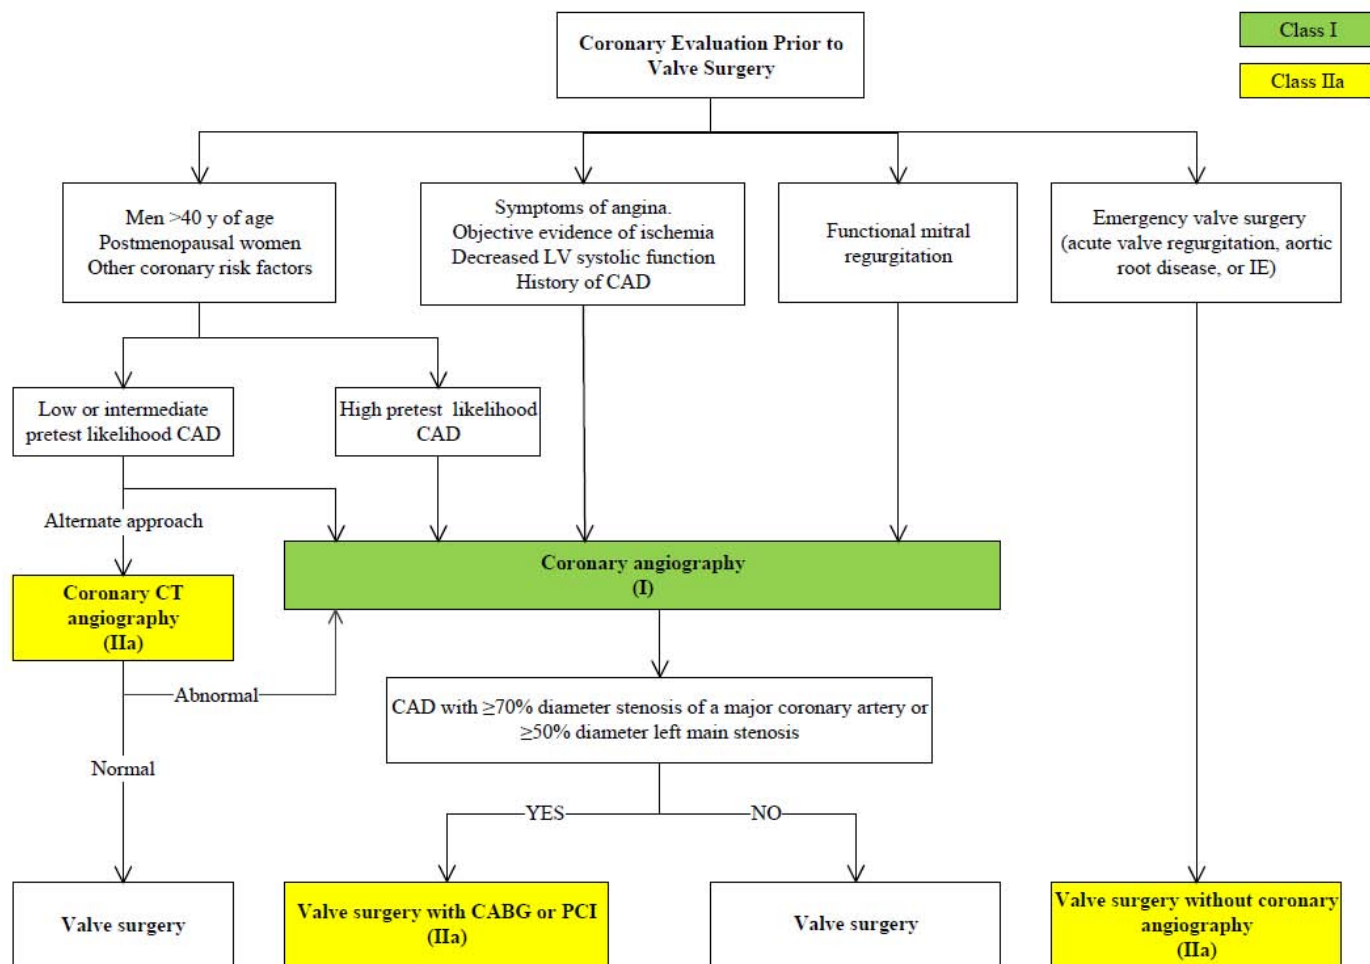 Coronary Evaluation Prior to
Valve Surgery
Class I
Class IIa
Men >40 y of age
Postmenopausal women
Other coronary risk factors
Symptoms of angina.
Objective evidence of ischemia
Decreased LV systolic function
History of CAD
Functional mitral
regurgitation
Emergency valve surgery
(acute valve regurgitation, aortic
root disease, or IE)
Low or intermediate
pretest likelihood CAD
High pretest likelihood
CAD
Alternate approach
Coronary angiography
(I)
Coronary CT
angiography
(IIa)
Abnormal
CAD with ≥70% diameter stenosis of a major coronary artery or
≥50% diameter left main stenosis
Normal
YES
NO
Valve surgery
Valve surgery with CABG or PCI
(IIa)
Valve surgery
Valve surgery without coronary
angiography
(IIa)